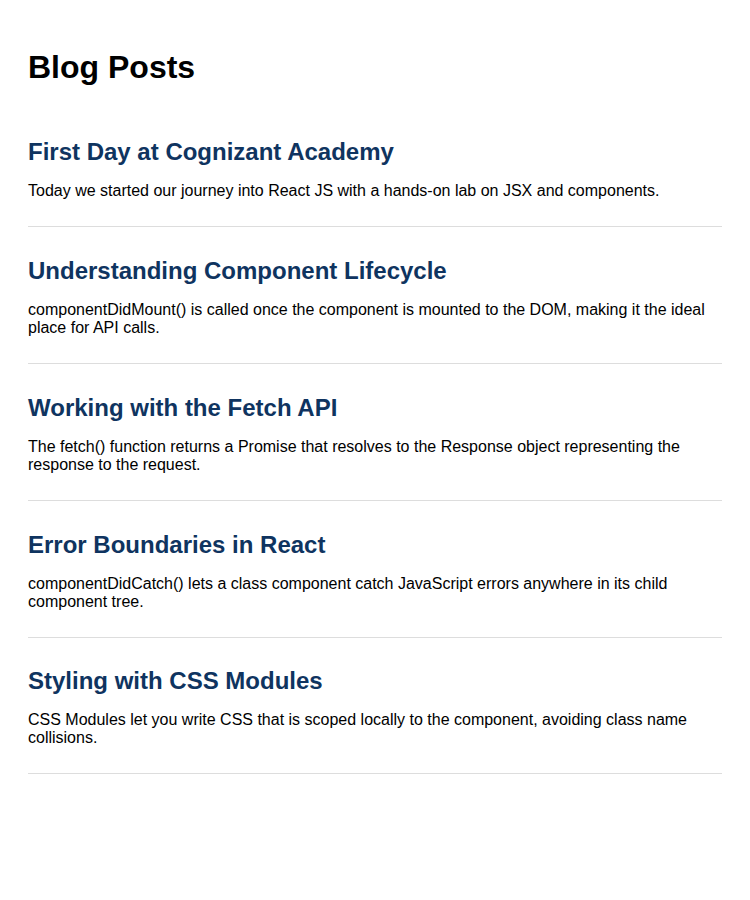 Blog Posts
First Day at Cognizant Academy
Today we started our journey into React JS with a hands-on lab on JSX and components.
Understanding Component Lifecycle
componentDidMount() is called once the component is mounted to the DOM, making it the ideal
place for API calls.
Working with the Fetch API
The fetch() function returns a Promise that resolves to the Response object representing the
response to the request.
Error Boundaries in React
componentDidCatch() lets a class component catch JavaScript errors anywhere in its child
component tree.
Styling with CSS Modules
CSS Modules let you write CSS that is scoped locally to the component, avoiding class name
collisions.